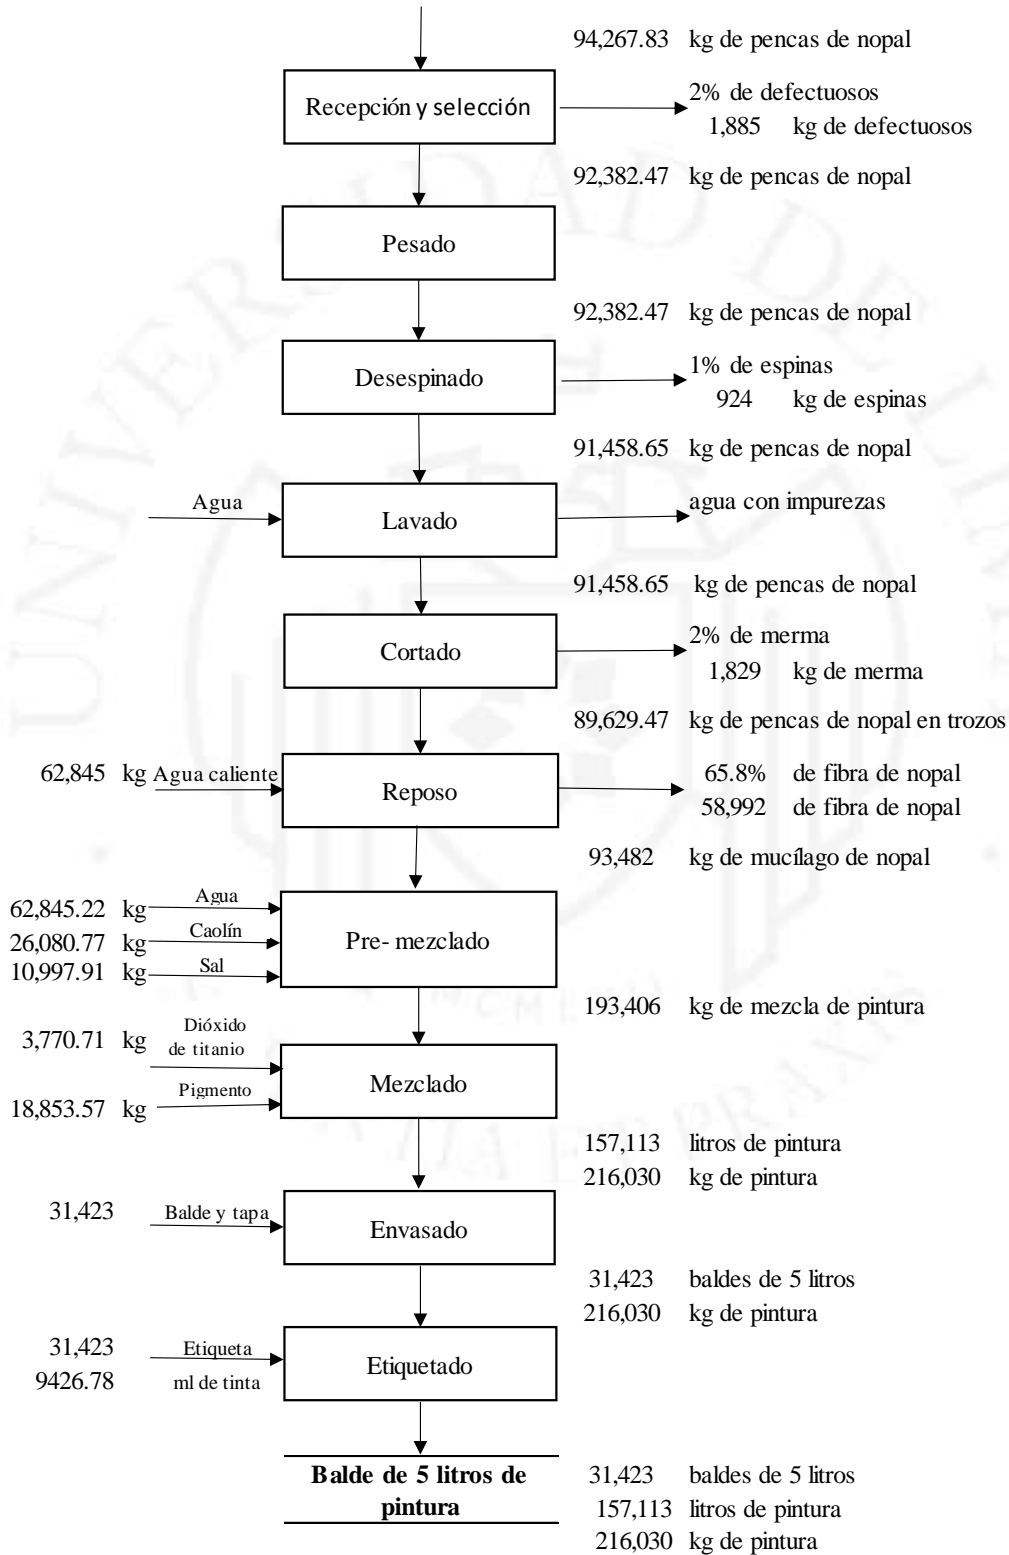 94,267.83 kg de pencas de nopal
Recepción y selección
2% de defectuosos
1,885 kg de defectuosos
92,382.47 kg de pencas de nopal
Pesado
92,382.47 kg de pencas de nopal
Desespinado
1% de espinas
924 kg de espinas
91,458.65 kg de pencas de nopal
Agua
Lavado
agua con impurezas
91,458.65 kg de pencas de nopal
Cortado
2% de merma
1,829 kg de merma
89,629.47 kg de pencas de nopal en trozos
62,845 kg Agua caliente
Reposo
65.8% de fibra de nopal
58,992 de fibra de nopal
93,482 kg de mucílago de nopal
62,845.22 kg Agua
26,080.77 kg Caolín
10,997.91 kg Sal
Pre- mezclado
193,406 kg de mezcla de pintura
3,770.71 kg Dióxido
de titanio
Mezclado
18,853.57 kg Pigmento
157,113 litros de pintura
216,030 kg de pintura
31,423 Balde y tapa
Envasado
31,423 baldes de 5 litros
216,030 kg de pintura
31,423 Etiqueta
9426.78 ml de tinta
Etiquetado
Balde de 5 litros de
pintura
31,423 baldes de 5 litros
157,113 litros de pintura
216,030 kg de pintura
UNIVERSIDAD DE LIMA